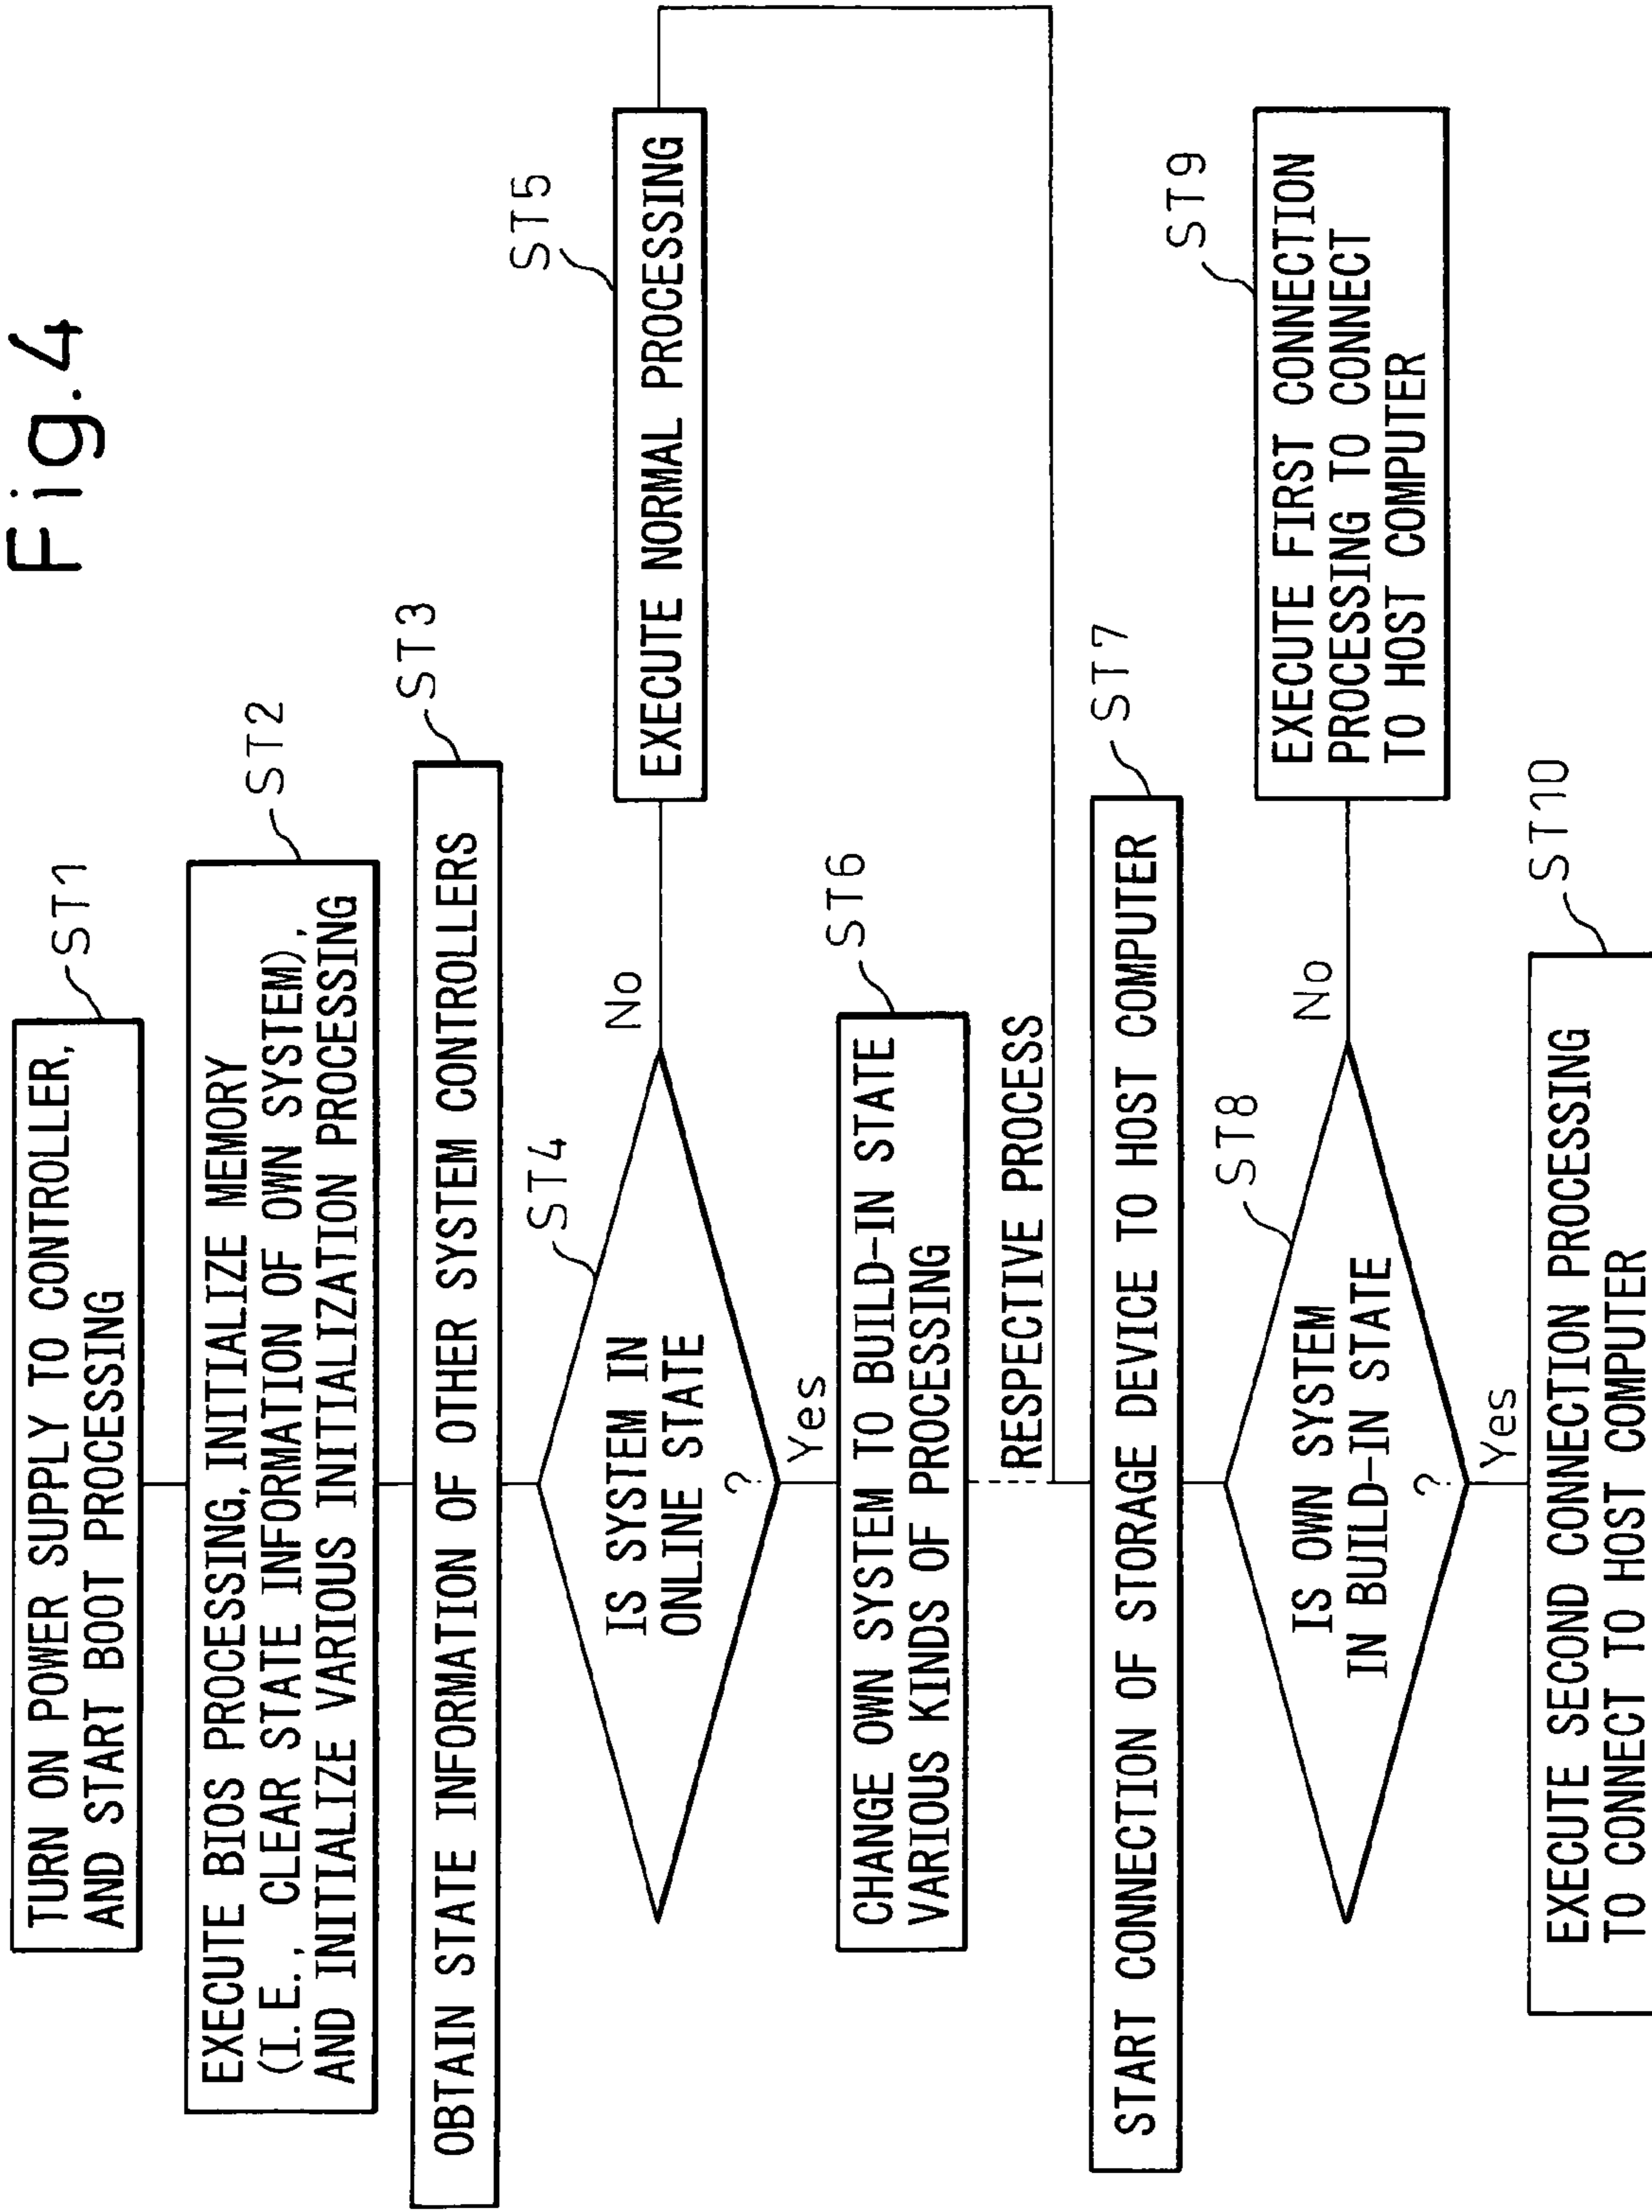 Fig.4
TURN ON POWER SUPPLY TO CONTROLLER,
AND START BOOT PROCESSING
ST1
EXECUTE BIOS PROCESSING, INITIALIZE MEMORY
(I.E., CLEAR STATE INFORMATION OF OWN SYSTEM),
AND INITIALIZE VARIOUS INITIALIZATION PROCESSING
ST2
OBTAIN STATE INFORMATION OF OTHER SYSTEM CONTROLLERS
ST3
IS SYSTEM IN
ONLINE STATE
?
ST4
No
EXECUTE NORMAL PROCESSING
ST5
Yes
CHANGE OWN SYSTEM TO BUILD-IN STATE
VARIOUS KINDS OF PROCESSING
ST6
RESPECTIVE PROCESS
START CONNECTION OF STORAGE DEVICE TO HOST COMPUTER
ST7
IS OWN SYSTEM
IN BUILD-IN STATE
?
ST8
No
EXECUTE FIRST CONNECTION
PROCESSING TO CONNECT
TO HOST COMPUTER
ST9
Yes
EXECUTE SECOND CONNECTION PROCESSING
TO CONNECT TO HOST COMPUTER
ST10